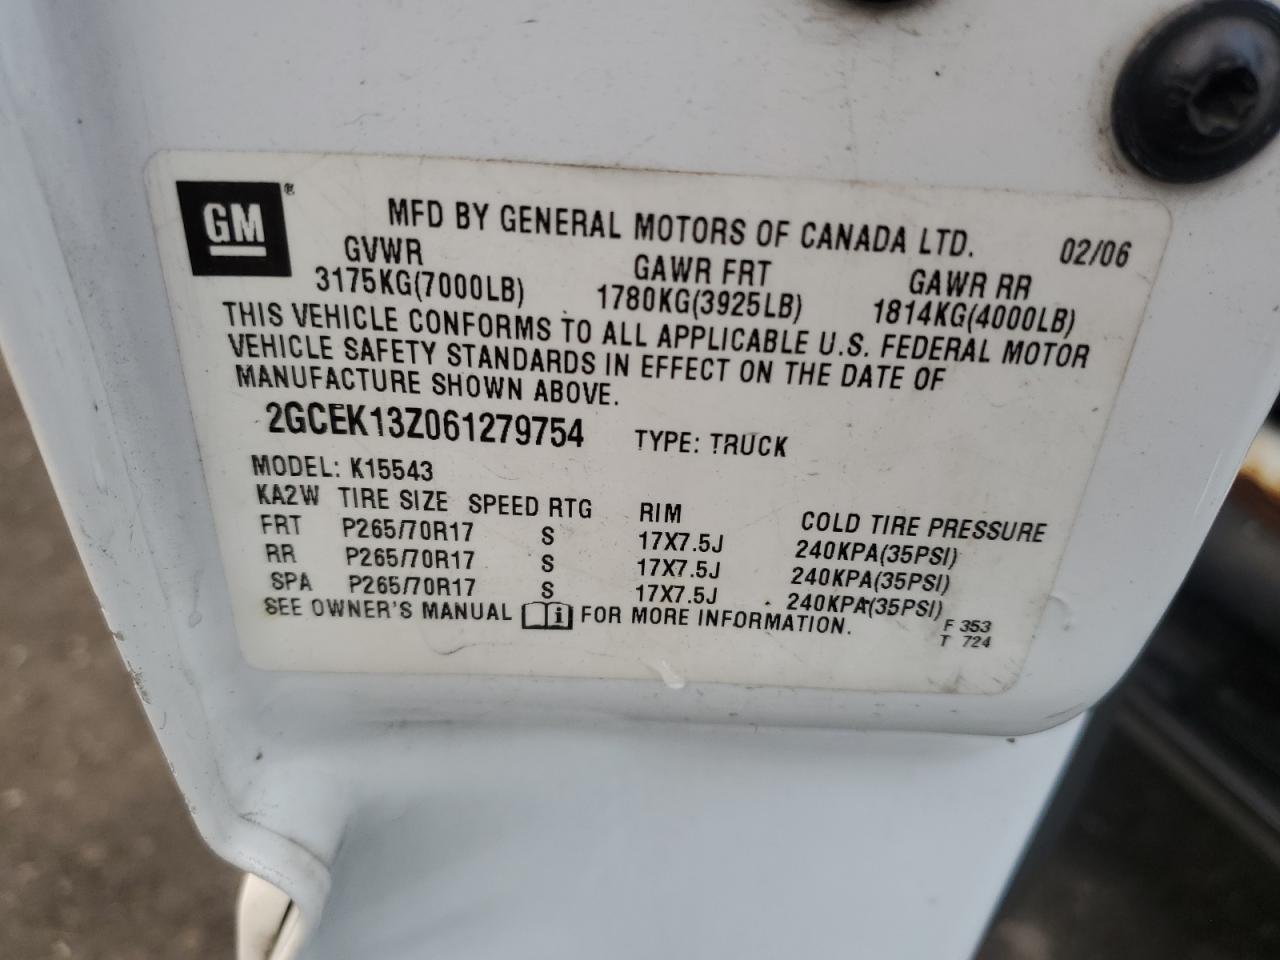 GM®
MFD BY GENERAL MOTORS OF CANADA LTD. 02/06
GVWR GAWR FRT GAWR RR
3175KG(7000LB) 1780KG(3925LB) 1814KG(4000LB)
THIS VEHICLE CONFORMS TO ALL APPLICABLE U.S. FEDERAL MOTOR
VEHICLE SAFETY STANDARDS IN EFFECT ON THE DATE OF
MANUFACTURE SHOWN ABOVE.
2GCEK13Z061279754 TYPE: TRUCK
MODEL: K15543
KA2W TIRE SIZE SPEED RTG RIM COLD TIRE PRESSURE
FRT P265/70R17 S 17X7.5J 240KPA(35PSI)
RR P265/70R17 S 17X7.5J 240KPA(35PSI)
SPA P265/70R17 S 17X7.5J 240KPA(35PSI)
SEE OWNER'S MANUAL i FOR MORE INFORMATION.
F 353
T 724